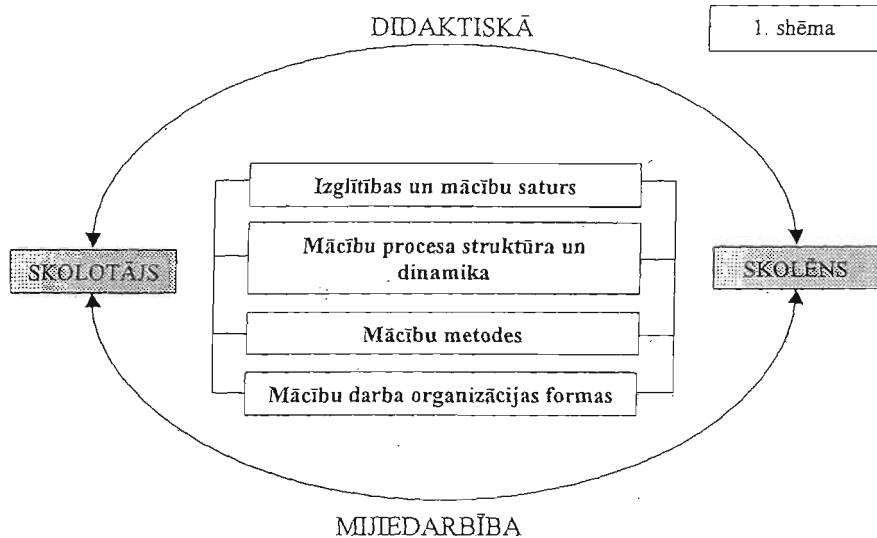 DIDAKTISKĀ
1. shēma
Izglītības un mācību saturs
Mācību procesa struktūra un
dinamika
SKOLOTĀJS
SKOLĒNS
Mācību metodes
Mācību darba organizācijas formas
MIJIEDARBĪBA